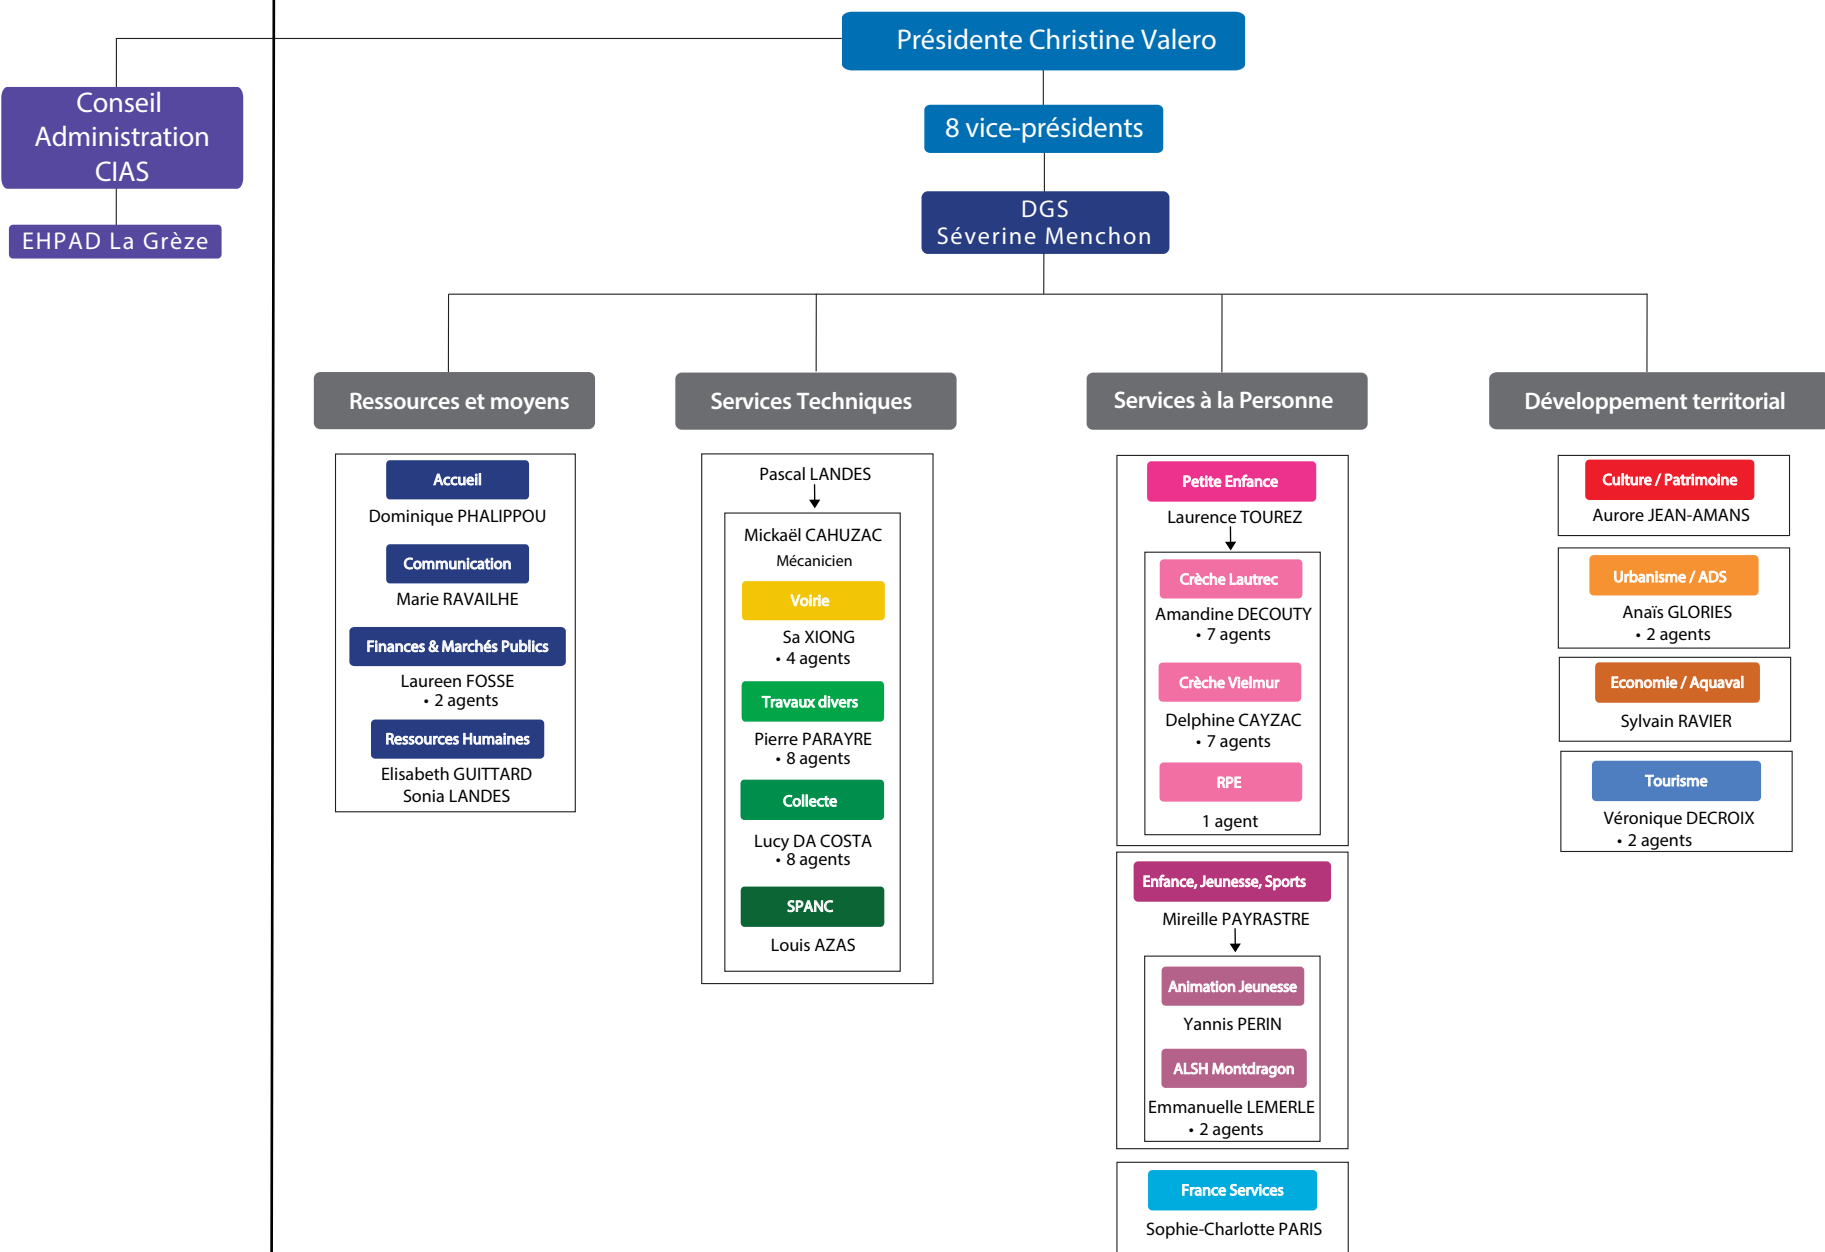 Présidente Christine Valero
Conseil
Administration
CIAS
EHPAD La Grèze
8 vice-présidents
DGS
Séverine Menchon
Ressources et moyens
Accueil
Dominique PHALIPPOU
Communication
Marie RAVAILHE
Finances & Marchés Publics
Laureen FOSSE
• 2 agents
Ressources Humaines
Elisabeth GUITTARD
Sonia LANDES
Services Techniques
Pascal LANDES
Mickaël CAHUZAC
Mécanicien
Voirie
Sa XIONG
• 4 agents
Travaux divers
Pierre PARAYRE
• 8 agents
Collecte
Lucy DA COSTA
• 8 agents
SPANC
Louis AZAS
Services à la Personne
Petite Enfance
Laurence TOUREZ
Crèche Lautrec
Amandine DECOUTY
• 7 agents
Crèche Vielmur
Delphine CAYZAC
• 7 agents
RPE
1 agent
Enfance, Jeunesse, Sports
Mireille PAYRASTRE
Animation Jeunesse
Yannis PERIN
ALSH Montdragon
Emmanuelle LEMERLE
• 2 agents
France Services
Sophie-Charlotte PARIS
Développement territorial
Culture / Patrimoine
Aurore JEAN-AMANS
Urbanisme / ADS
Anaïs GLORIES
• 2 agents
Economie / Aquaval
Sylvain RAVIER
Tourisme
Véronique DECROIX
• 2 agents